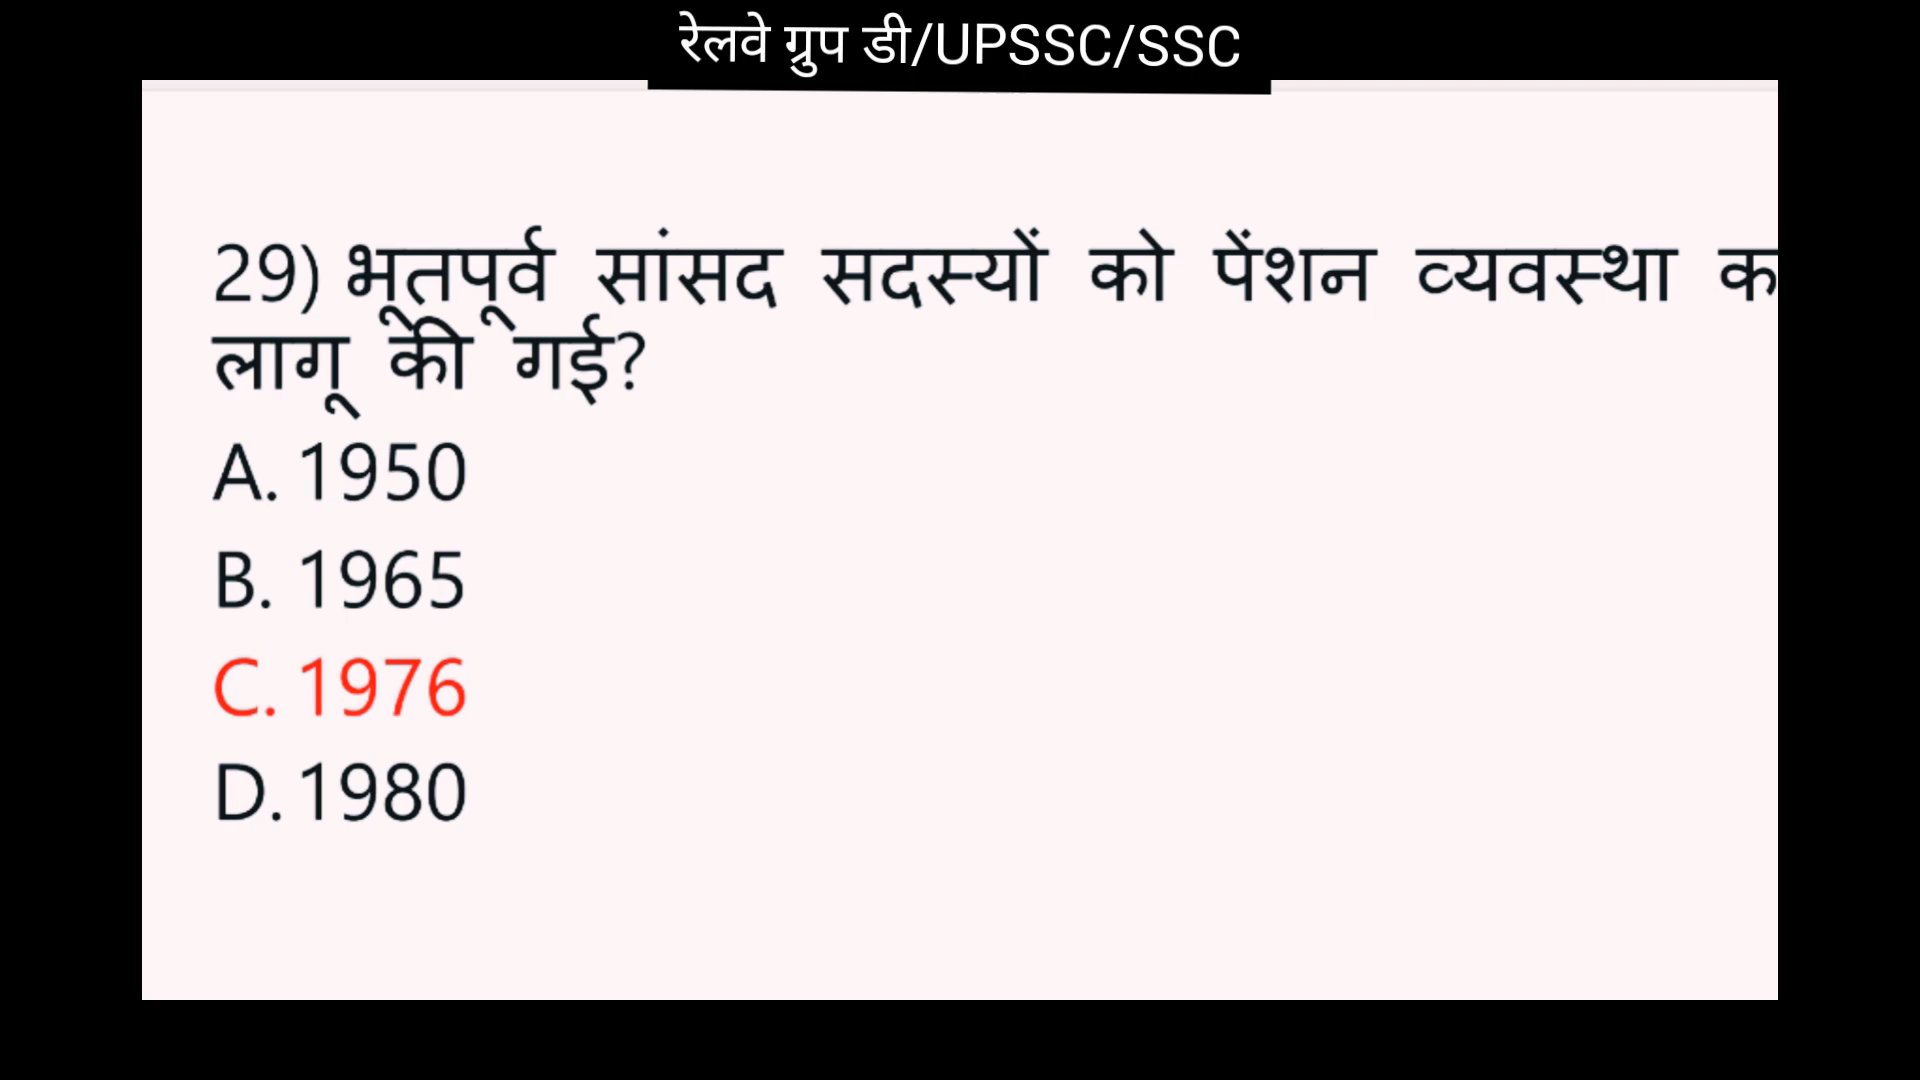 रेलवे ग्रुप डी/UPSSC/SSC
29) भूतपूर्व सांसद सदस्यों को पेंशन व्यवस्था
लागू की गई?
A. 1950
B. 1965
C. 1976
D. 1980